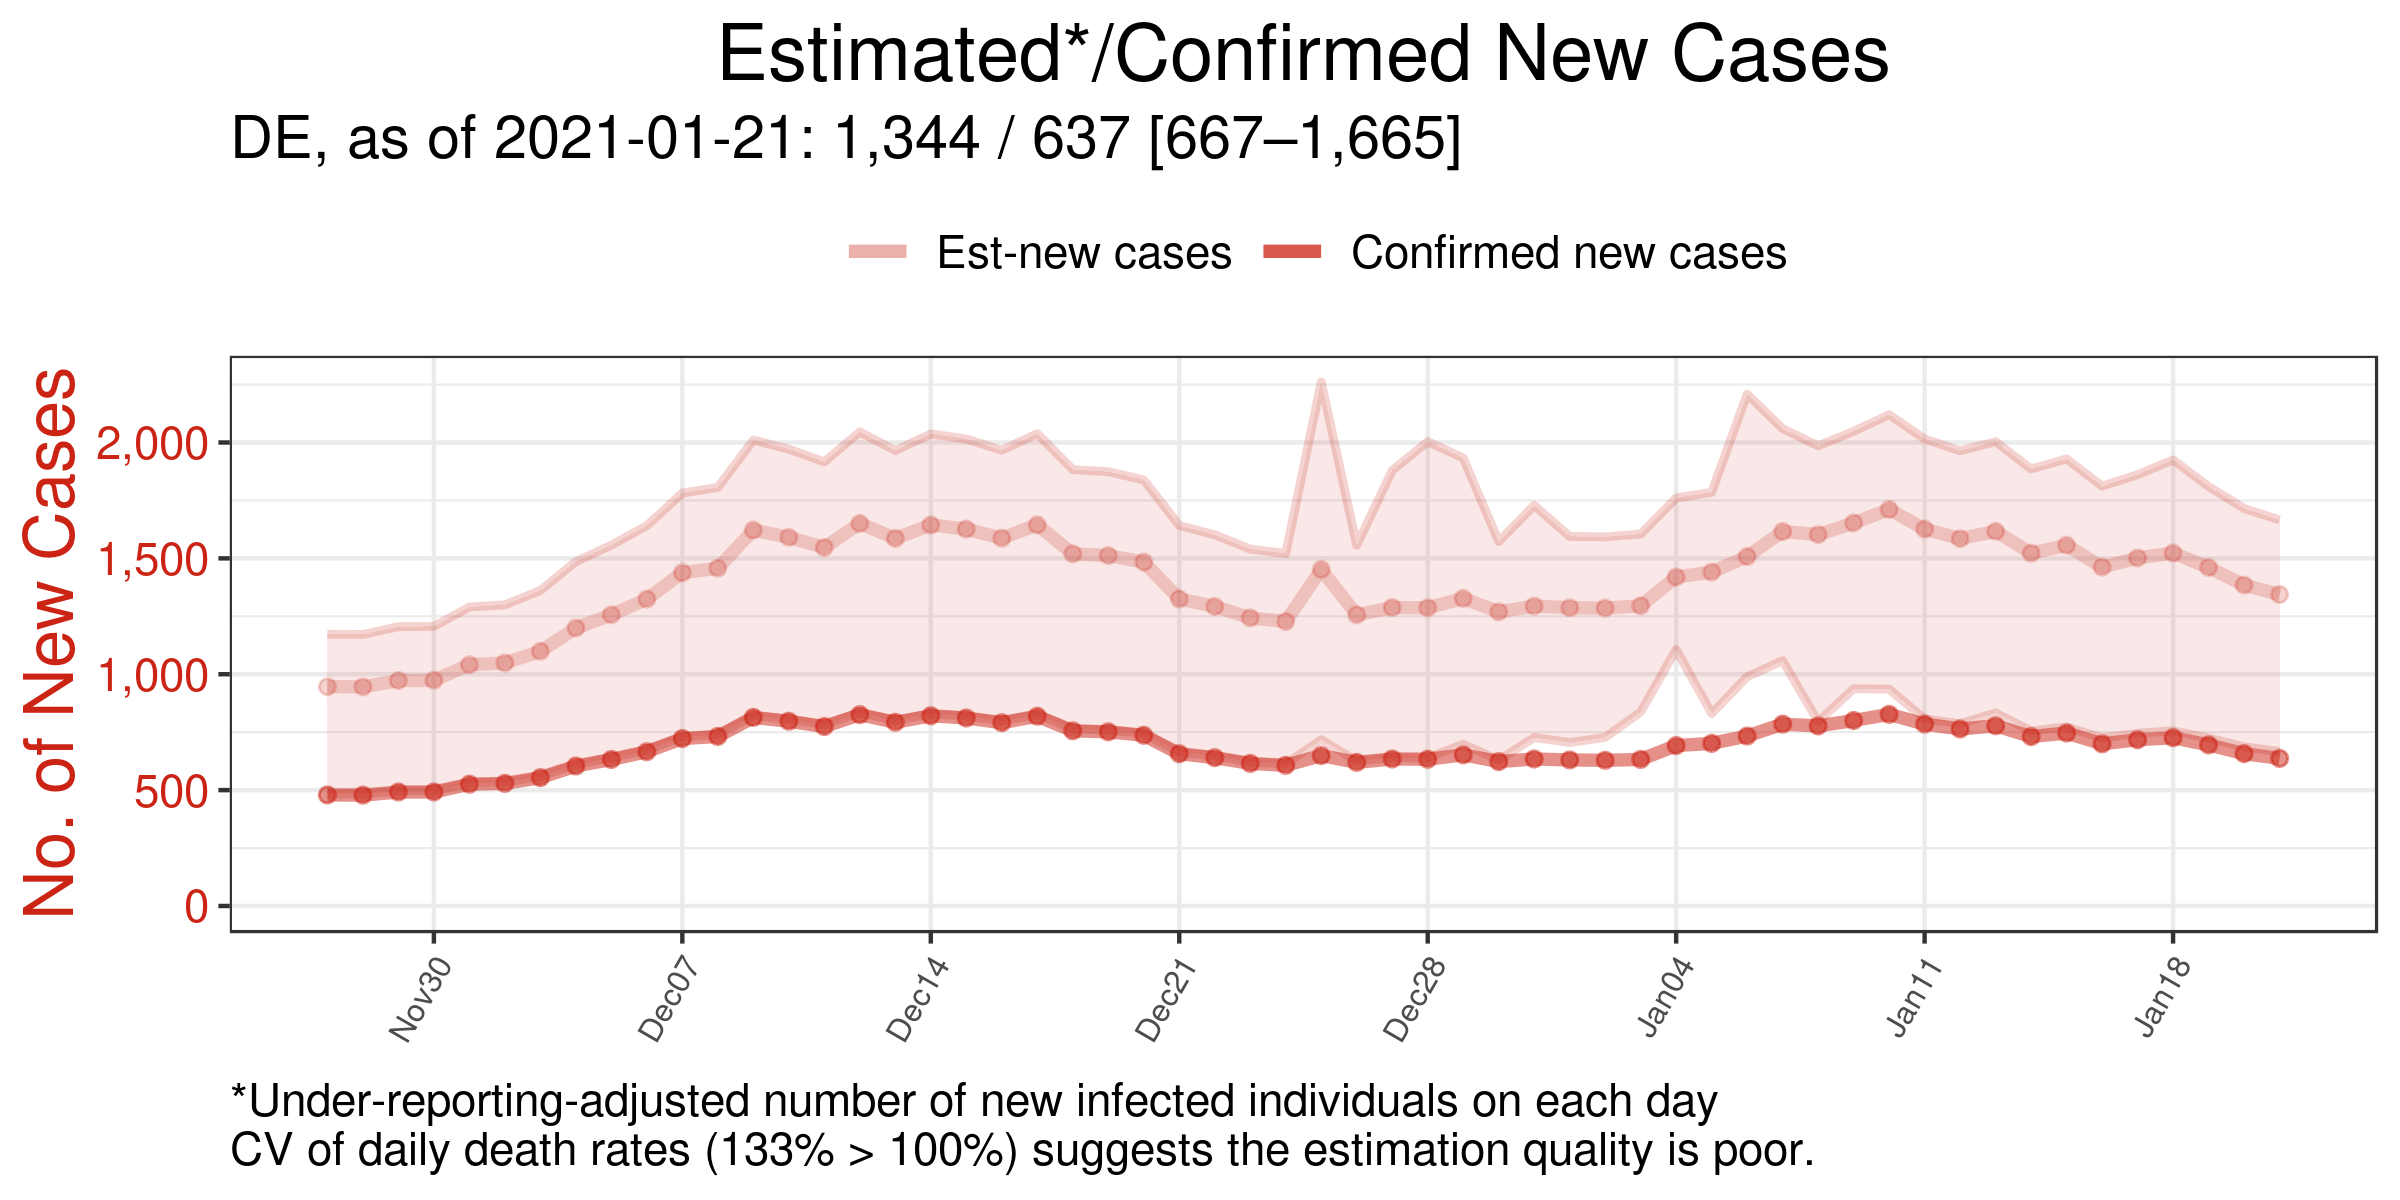 Estimated*/Confirmed New Cases
DE, as of 2021-01-21: 1,344 / 637 [667–1,665]
Est-new cases Confirmed new cases
No. of New Cases
2,000
1,500
1,000
500
0
Nov30 Dec07 Dec14 Dec21 Dec28 Jan04 Jan11 Jan18
*Under-reporting-adjusted number of new infected individuals on each day
CV of daily death rates (133% > 100%) suggests the estimation quality is poor.